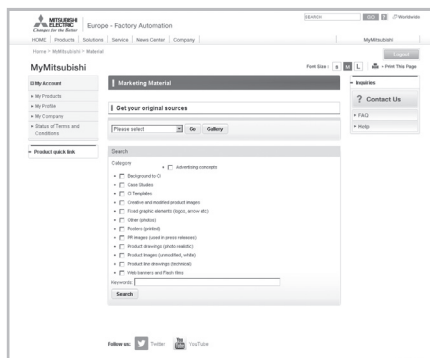 MITSUBISHI
ELECTRIC
Changes for the Better
Europe - Factory Automation
SEARCH
GO
?
Worldwide
HOME Products Solutions Service News Center Company
MyMitsubishi
Home > MyMitsubishi > Material
Logout
MyMitsubishi
Font Size : S M L Print This Page
My Account
My Products
My Profile
My Company
Status of Terms and
Conditions
Product quick link
Marketing Material
Get your original sources
Please select Go Gallery
Search
Category
Advertising concepts
Background to CI
Case Studies
CI Templates
Creative and modified product images
Fixed graphic elements (logos, arrow etc)
Other (photos)
Posters (printed)
PR images (used in press releases)
Product drawings (photo realistic)
Product images (unmodified, white)
Product line drawings (technical)
Web banners and Flash files
Keywords:
Search
Inquiries
? Contact Us
FAQ
Help
Follow us: Twitter You Tube YouTube